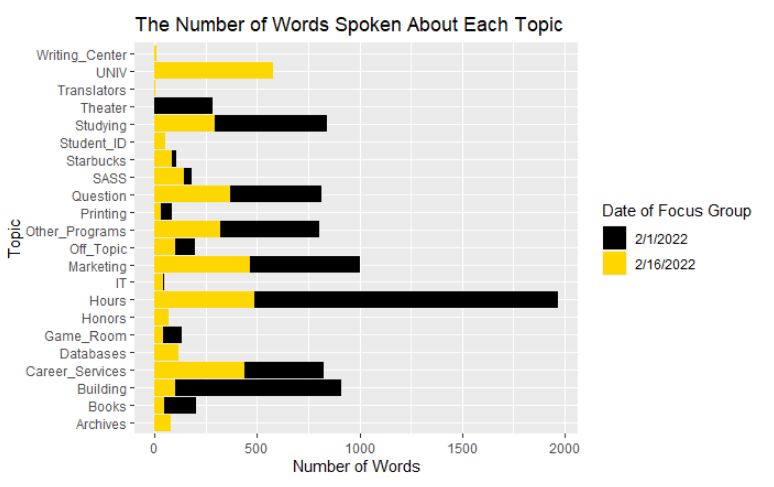 The Number of Words Spoken About Each Topic
Writing_Center
UNIV
Translators
Theater
Studying
Student_ID
Starbucks
SASS
Question
Printing
Other_Programs
Off_Topic
Marketing
IT
Hours
Honors
Game_Room
Databases
Career_Services
Building
Books
Archives
Topic
0 500 1000 1500 2000
Number of Words
Date of Focus Group
2/1/2022
2/16/2022